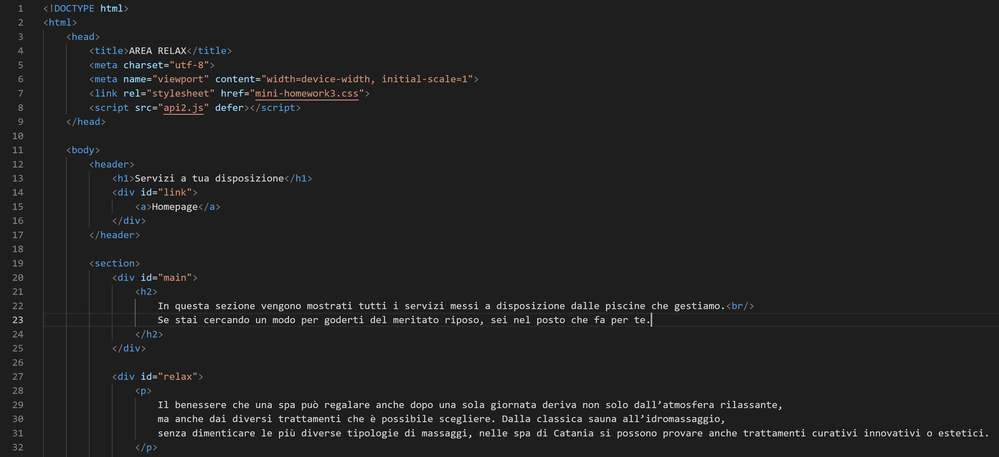 1 <!DOCTYPE html>
2 <html>
3 <head>
4 <title>AREA RELAX</title>
5 <meta charset="utf-8">
6 <meta name="viewport" content="width=device-width, initial-scale=1">
7 <link rel="stylesheet" href="mini-homework3.css">
8 <script src="api2.js" defer></script>
9 </head>
10
11 <body>
12 <header>
13 <h1>Servizi a tua disposizione</h1>
14 <div id="link">
15 <a>Homepage</a>
16 </div>
17 </header>
18
19 <section>
20 <div id="main">
21 <h2>
22 In questa sezione vengono mostrati tutti i servizi messi a disposizione dalle piscine che gestiamo.<br/>
23 Se stai cercando un modo per goderti del meritato riposo, sei nel posto che fa per te.
24 </h2>
25 </div>
26
27 <div id="relax">
28 <p>
29 Il benessere che una spa può regalare anche dopo una sola giornata deriva non solo dall’atmosfera rilassante,
30 ma anche dai diversi trattamenti che è possibile scegliere. Dalla classica sauna all’idromassaggio,
31 senza dimenticare le più diverse tipologie di massaggi, nelle spa di Catania si possono provare anche trattamenti curativi innovativi o estetici.
32 </p>